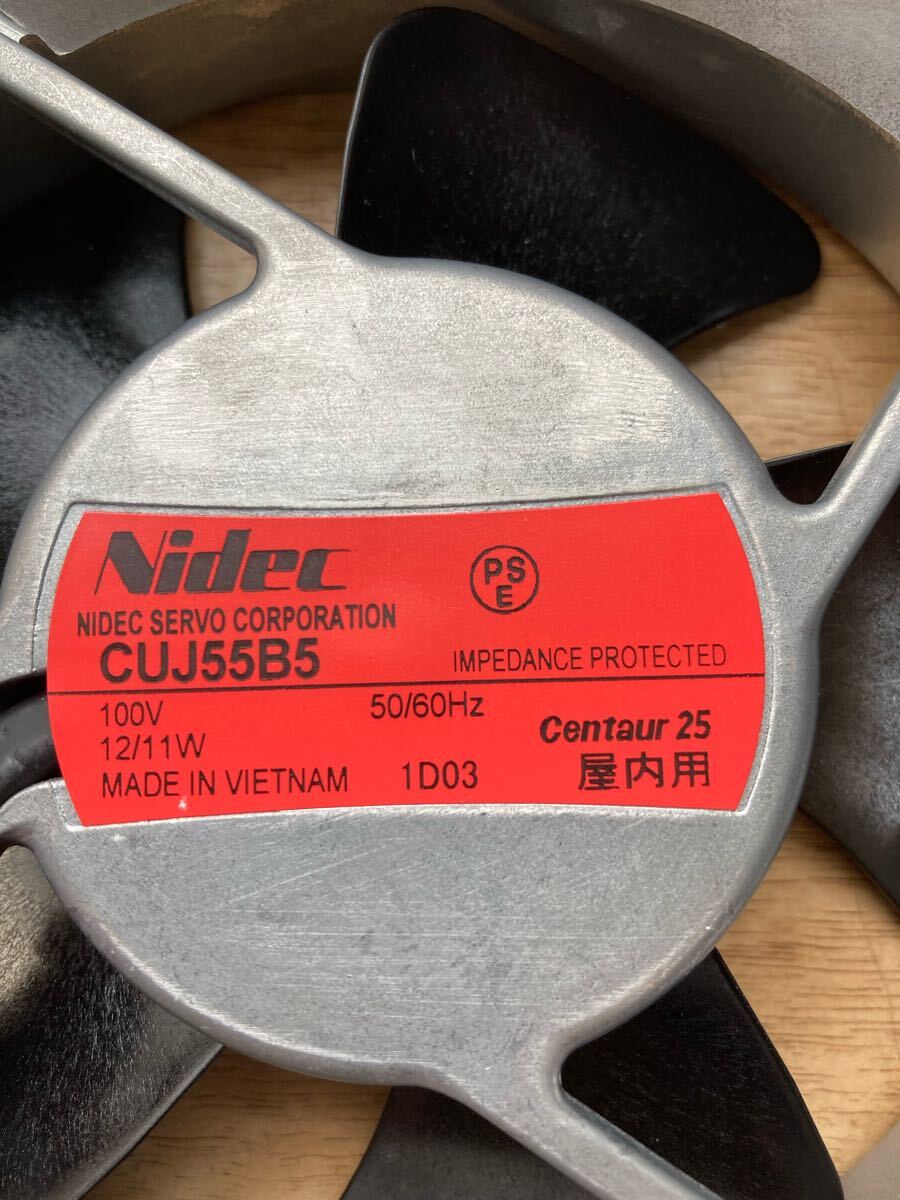 Nidec
PS
E
NIDEC SERVO CORPORATION
CUJ55B5
IMPEDANCE PROTECTED
100V 50/60Hz
12/11W
Centaur 25
MADE IN VIETNAM 1D03
屋内用